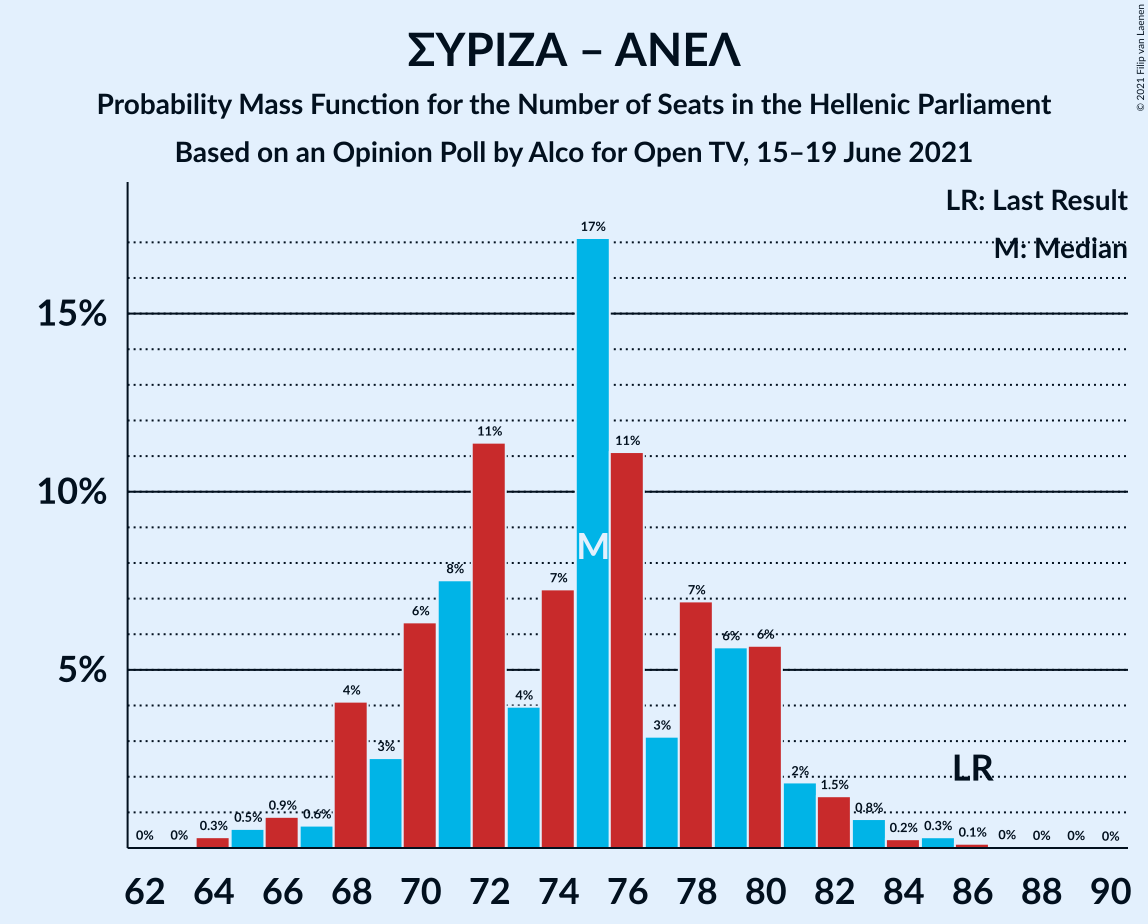 ΣΥΡΙΖΑ – ΑΝΕΛ
Probability Mass Function for the Number of Seats in the Hellenic Parliament
Based on an Opinion Poll by Alco for Open TV, 15–19 June 2021
© 2021 Filip van Laenen
LR: Last Result
M: Median
15%
10%
5%
0% 0% 0.3% 0.5% 0.9% 0.6% 4% 3% 6% 8% 11% 4% 7% 17% 11% 3% 7% 6% 6% 2% 1.5% 0.8% 0.2% 0.3% 0.1% 0% 0% 0% 0%
M
LR
62 64 66 68 70 72 74 76 78 80 82 84 86 88 90